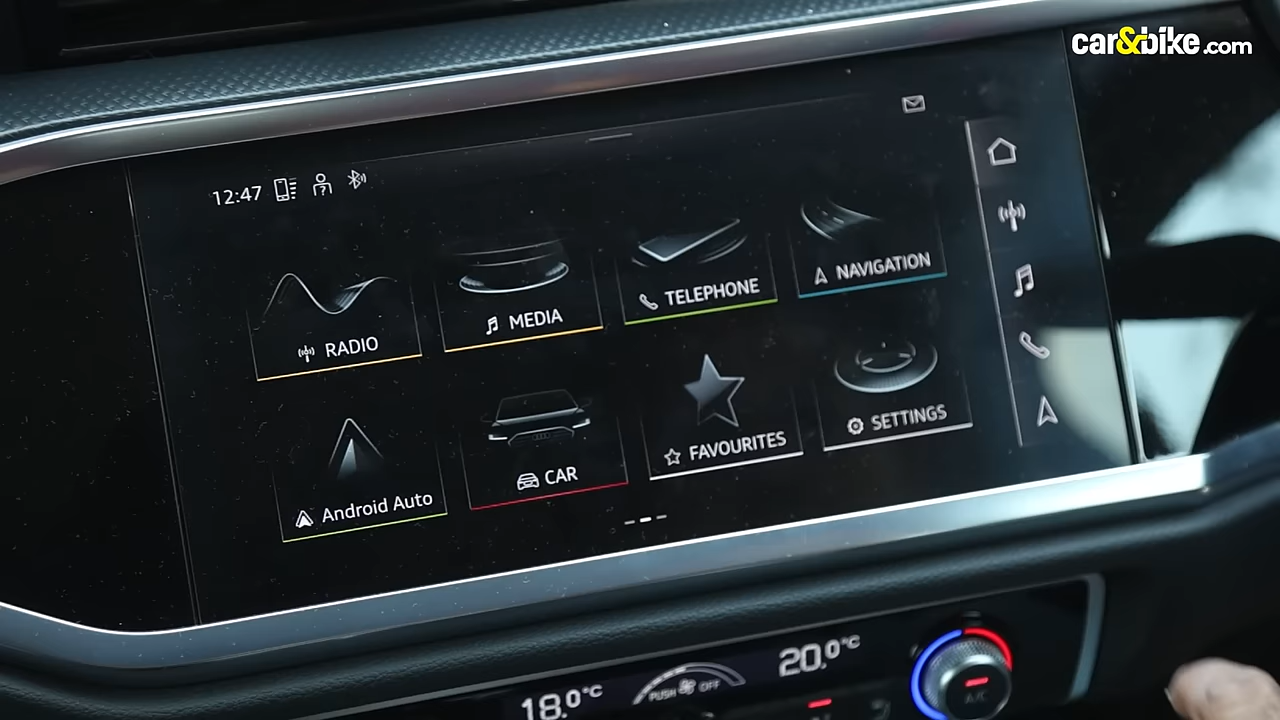 car&bike.com
12:47
RADIO
MEDIA
TELEPHONE
NAVIGATION
Android Auto
CAR
FAVOURITES
SETTINGS
18.0°C
PUSH OFF
20.0°C
A/C